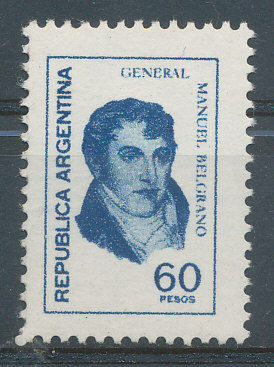 GENERAL
MANUEL BELGRANO
REPUBLICA ARGENTINA
60
PESOS